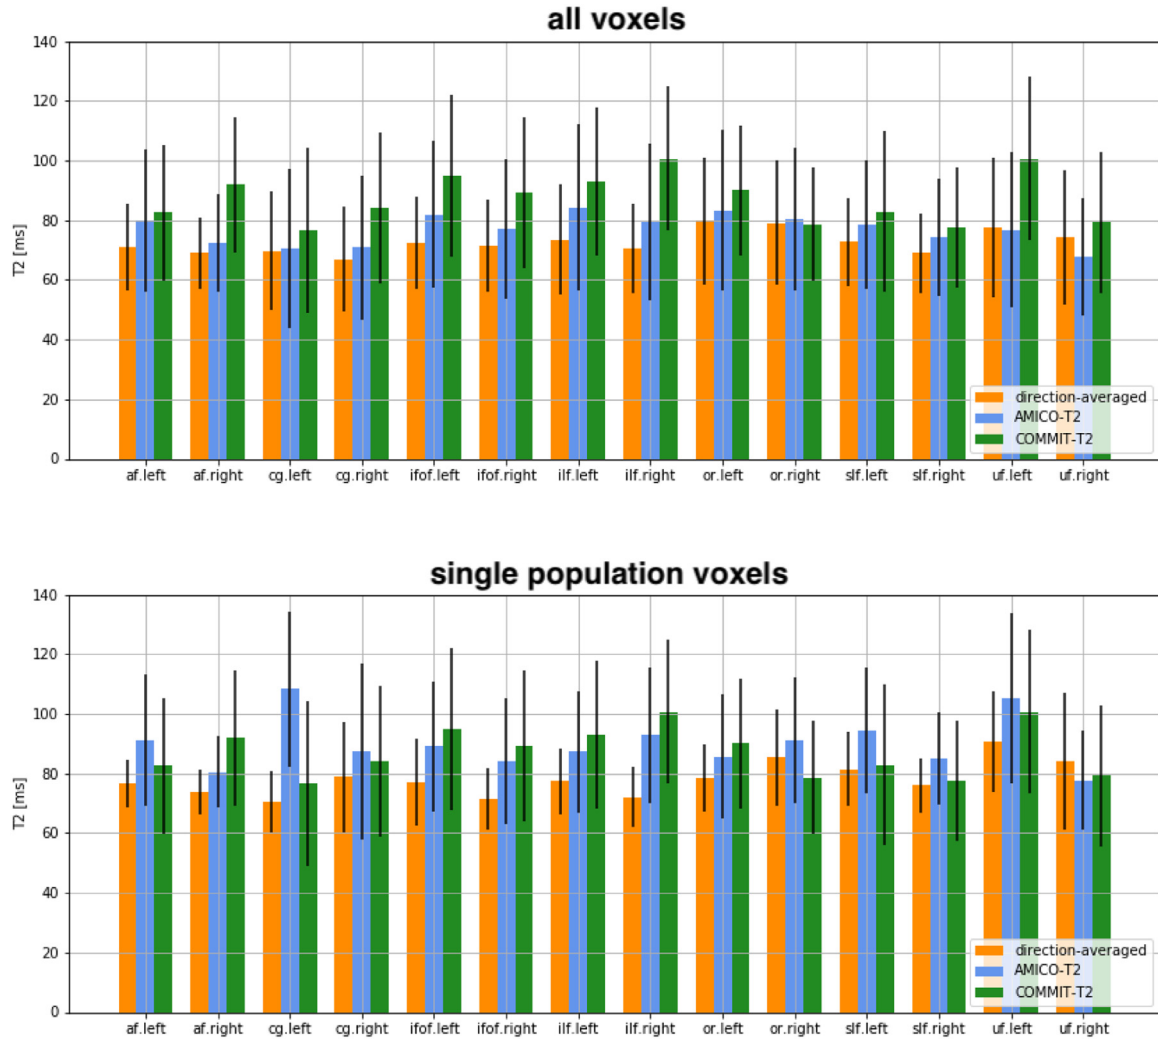 all voxels
140
120
100
80
60
40
20
0
T2 [ms]
direction-averaged
AMICO-T2
COMMIT-T2
af.left af.right cg.left cg.right ifof.left ifof.right ilf.left ilf.right or.left or.right slf.left slf.right uf.left uf.right
single population voxels
140
120
100
80
60
40
20
0
T2 [ms]
direction-averaged
AMICO-T2
COMMIT-T2
af.left af.right cg.left cg.right ifof.left ifof.right ilf.left ilf.right or.left or.right slf.left slf.right uf.left uf.right